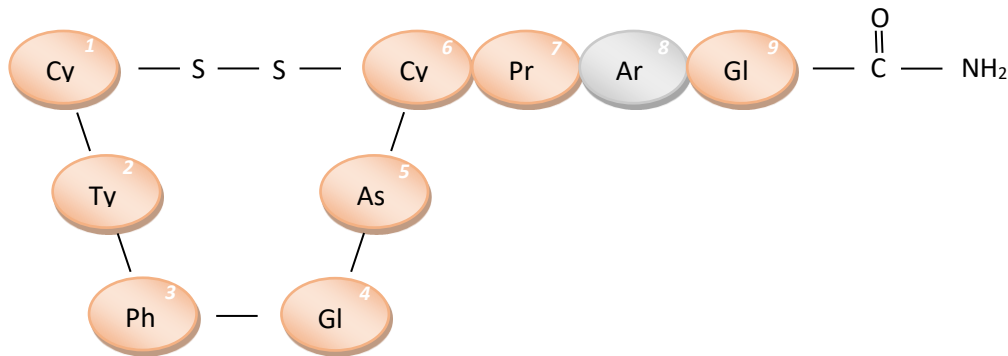 O
1 6 7 8 9
Cy S S Cy Pr Ar Gl C NH₂
2 5
Ty As
3 4
Ph Gl